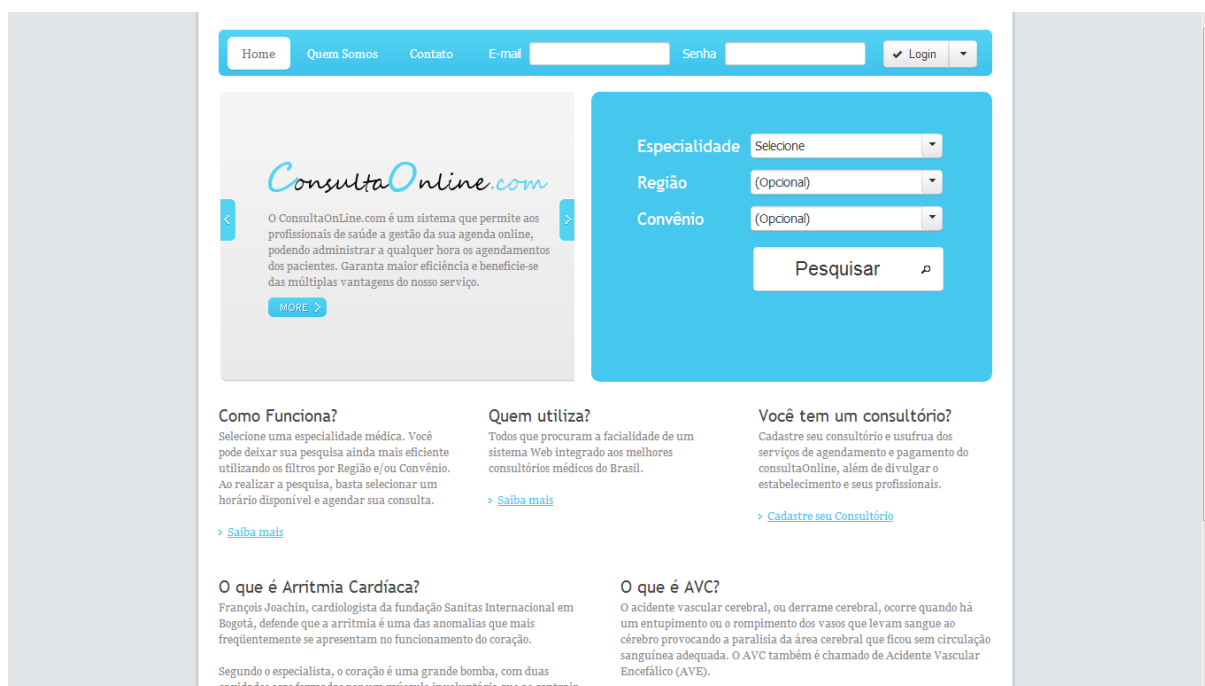 Home Quem Somos Contato E-mail Senha Login
ConsultaOnline.com
O ConsultaOnLine.com é um sistema que permite aos
profissionais de saúde a gestão da sua agenda online,
podendo administrar a qualquer hora os agendamentos
dos pacientes. Garanta maior eficiência e beneficie-se
das múltiplas vantagens do nosso serviço.
MORE
Especialidade Selecione
Região (Opcional)
Convênio (Opcional)
Pesquisar
Como Funciona?
Selecione uma especialidade médica. Você
pode deixar sua pesquisa ainda mais eficiente
utilizando os filtros por Região e/ou Convênio.
Ao realizar a pesquisa, basta selecionar um
horário disponível e agendar sua consulta.
Saiba mais
Quem utiliza?
Todos que procuram a facialidade de um
sistema Web integrado aos melhores
consultórios médicos do Brasil.
Saiba mais
Você tem um consultório?
Cadastre seu consultório e usufrua dos
serviços de agendamento e pagamento do
consultaOnline, além de divulgar o
estabelecimento e seus profissionais.
Cadastre seu Consultório
O que é Arritmia Cardíaca?
François Joachin, cardiologista da fundação Sanitas Internacional em
Bogotá, defende que a arritmia é uma das anomalias que mais
freqüentemente se apresentam no funcionamento do coração.
Segundo o especialista, o coração é uma grande bomba, com duas
O que é AVC?
O acidente vascular cerebral, ou derrame cerebral, ocorre quando há
um entupimento ou o rompimento dos vasos que levam sangue ao
cérebro provocando a paralisia da área cerebral que ficou sem circulação
sanguínea adequada. O AVC também é chamado de Acidente Vascular
Encefálico (AVE).